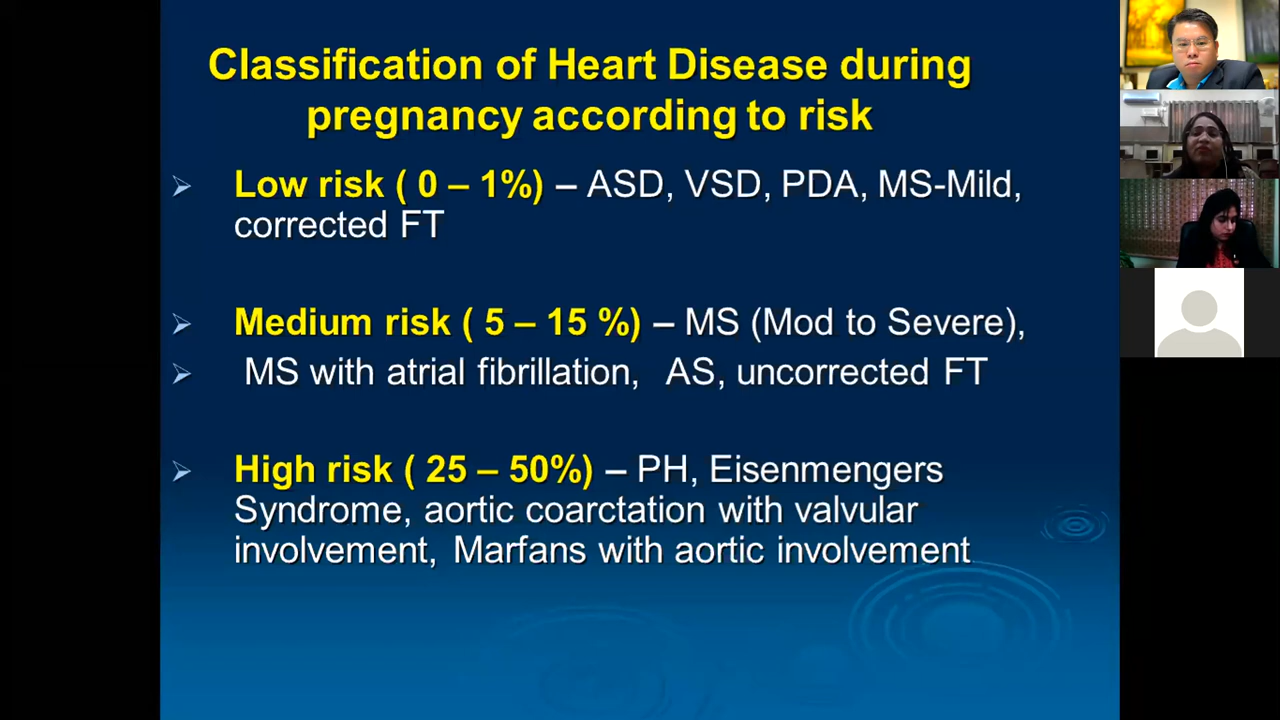 Classification of Heart Disease during
pregnancy according to risk
Low risk ( 0 – 1%) – ASD, VSD, PDA, MS-Mild,
corrected FT
Medium risk ( 5 – 15 %) – MS (Mod to Severe),
MS with atrial fibrillation, AS, uncorrected FT
High risk ( 25 – 50%) – PH, Eisenmengers
Syndrome, aortic coarctation with valvular
involvement, Marfans with aortic involvement